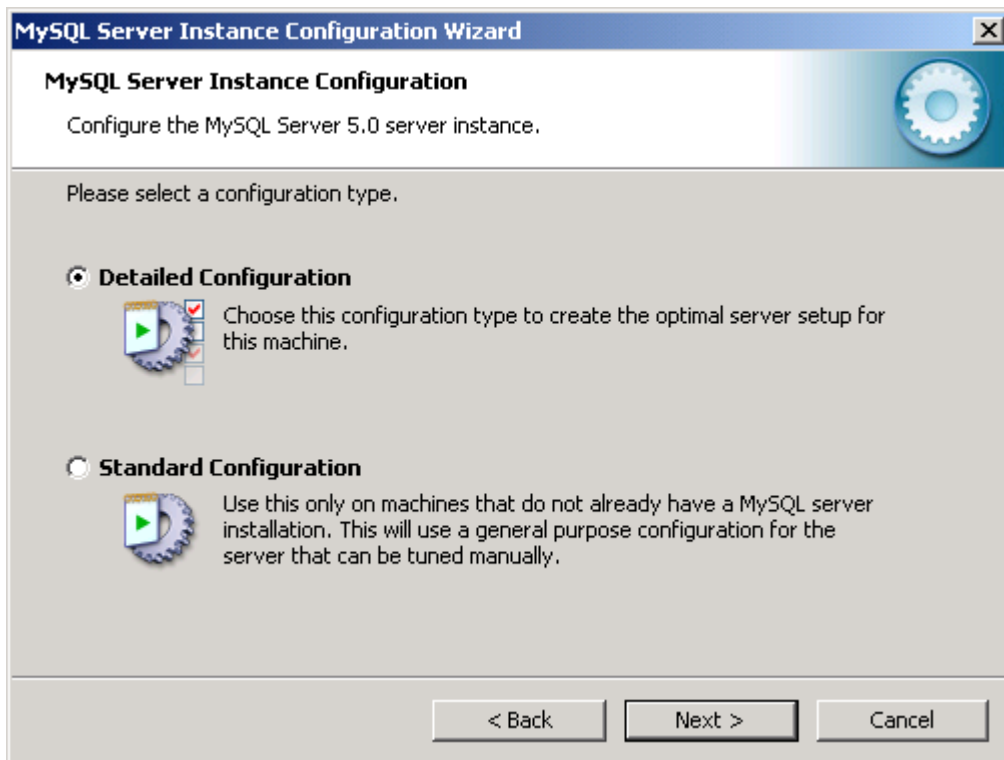 MySQL Server Instance Configuration Wizard
MySQL Server Instance Configuration
Configure the MySQL Server 5.0 server instance.
Please select a configuration type.
Detailed Configuration
Choose this configuration type to create the optimal server setup for
this machine.
Standard Configuration
Use this only on machines that do not already have a MySQL server
installation. This will use a general purpose configuration for the
server that can be tuned manually.
< Back
Next >
Cancel